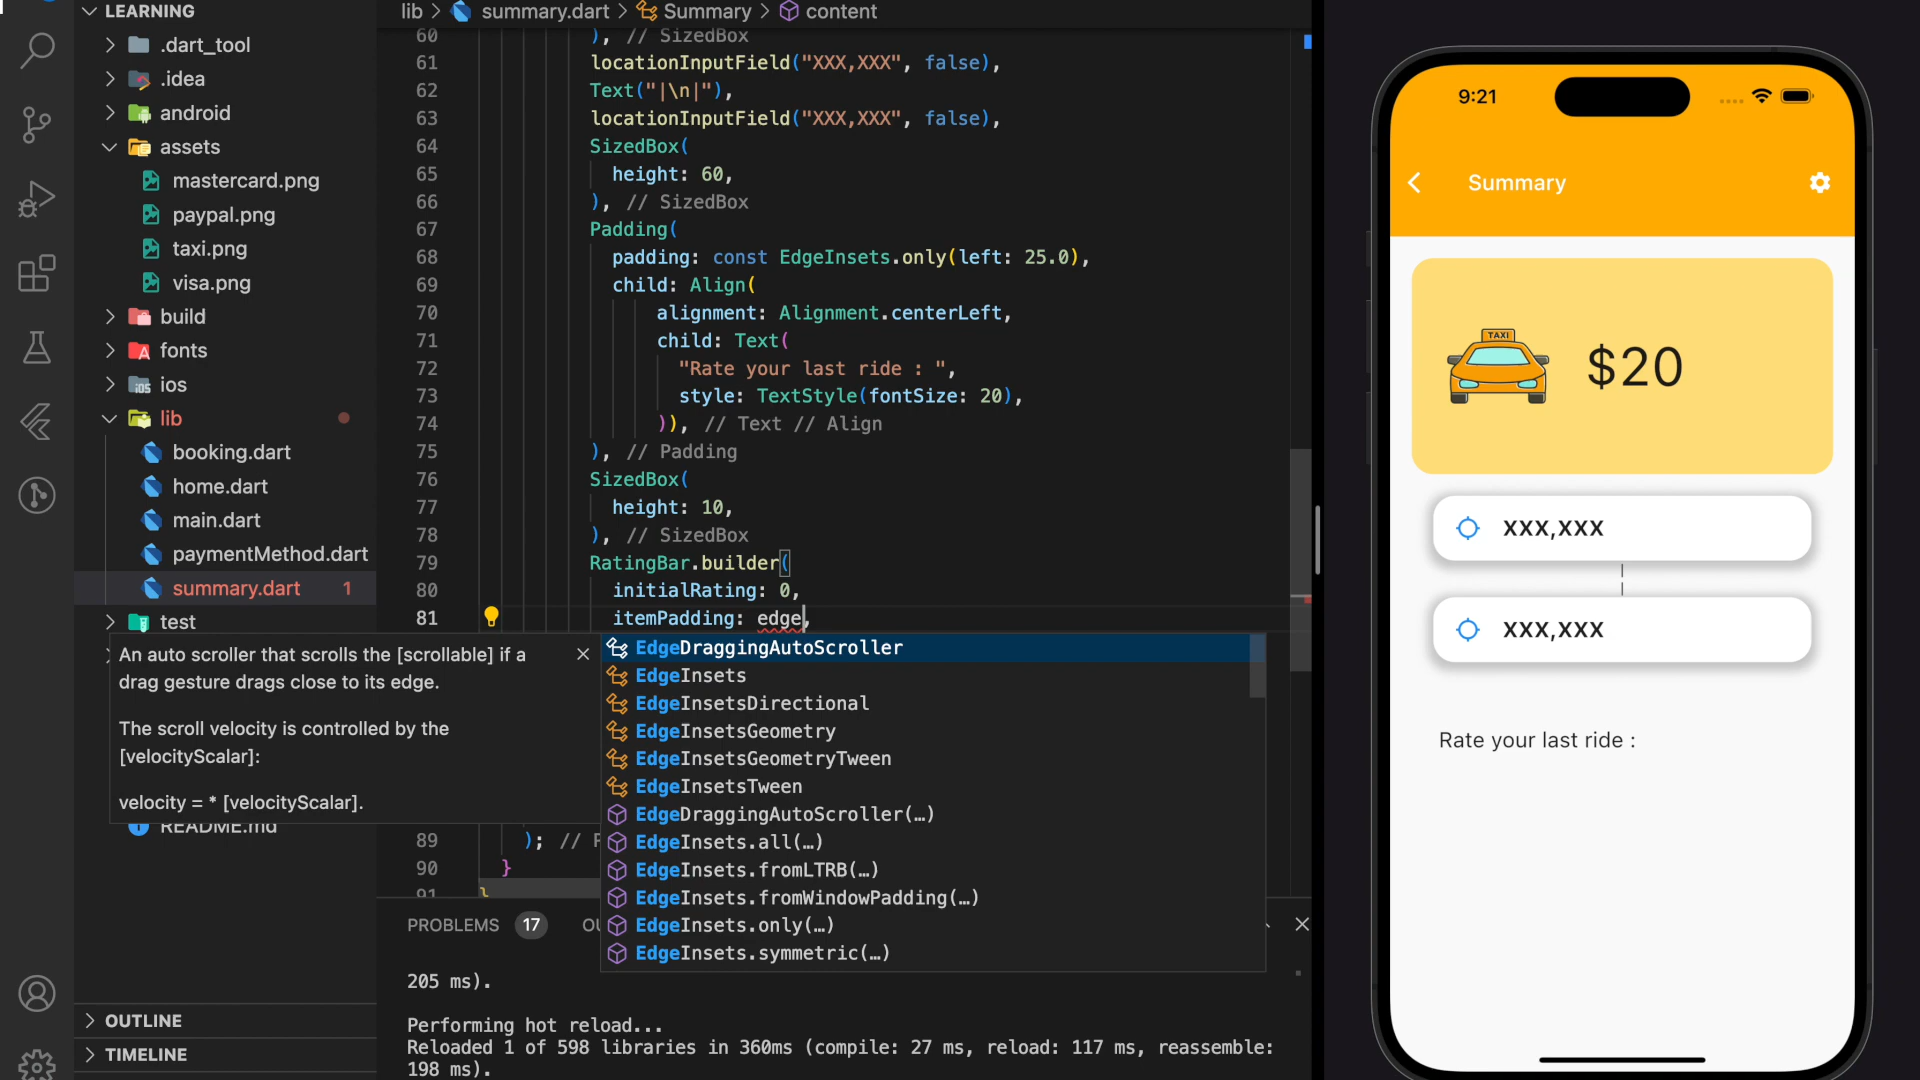 LEARNING
.dart_tool
.idea
android
assets
mastercard.png
paypal.png
taxi.png
visa.png
build
fonts
ios
lib
booking.dart
home.dart
main.dart
paymentMethod.dart
summary.dart 1
test
An auto scroller that scrolls the [scrollable] if a
drag gesture drags close to its edge.
The scroll velocity is controlled by the
[velocityScalar]:
velocity = * [velocityScalar].
README.md
OUTLINE
TIMELINE
lib > summary.dart > Summary > content
60 ), // SizedBox
61 locationInputField("XXX,XXX", false),
62 Text("|\n|"),
63 locationInputField("XXX,XXX", false),
64 SizedBox(
65 height: 60,
66 ), // SizedBox
67 Padding(
68 padding: const EdgeInsets.only(left: 25.0),
69 child: Align(
70 alignment: Alignment.centerLeft,
71 child: Text(
72 "Rate your last ride : ",
73 style: TextStyle(fontSize: 20),
74 )), // Text // Align
75 ), // Padding
76 SizedBox(
77 height: 10,
78 ), // SizedBox
79 RatingBar.builder(
80 initialRating: 0,
81 itemPadding: edge,
EdgeDraggingAutoScroller
EdgeInsets
EdgeInsetsDirectional
EdgeInsetsGeometry
EdgeInsetsGeometryTween
EdgeInsetsTween
EdgeDraggingAutoScroller(…)
EdgeInsets.all(…)
EdgeInsets.fromLTRB(…)
EdgeInsets.fromWindowPadding(…)
EdgeInsets.only(…)
EdgeInsets.symmetric(…)
89 ); //
90 }
91 }
PROBLEMS 17
205 ms).
Performing hot reload...
Reloaded 1 of 598 libraries in 360ms (compile: 27 ms, reload: 117 ms, reassemble:
198 ms).
9:21
Summary
TAXI
$20
XXX,XXX
XXX,XXX
Rate your last ride :